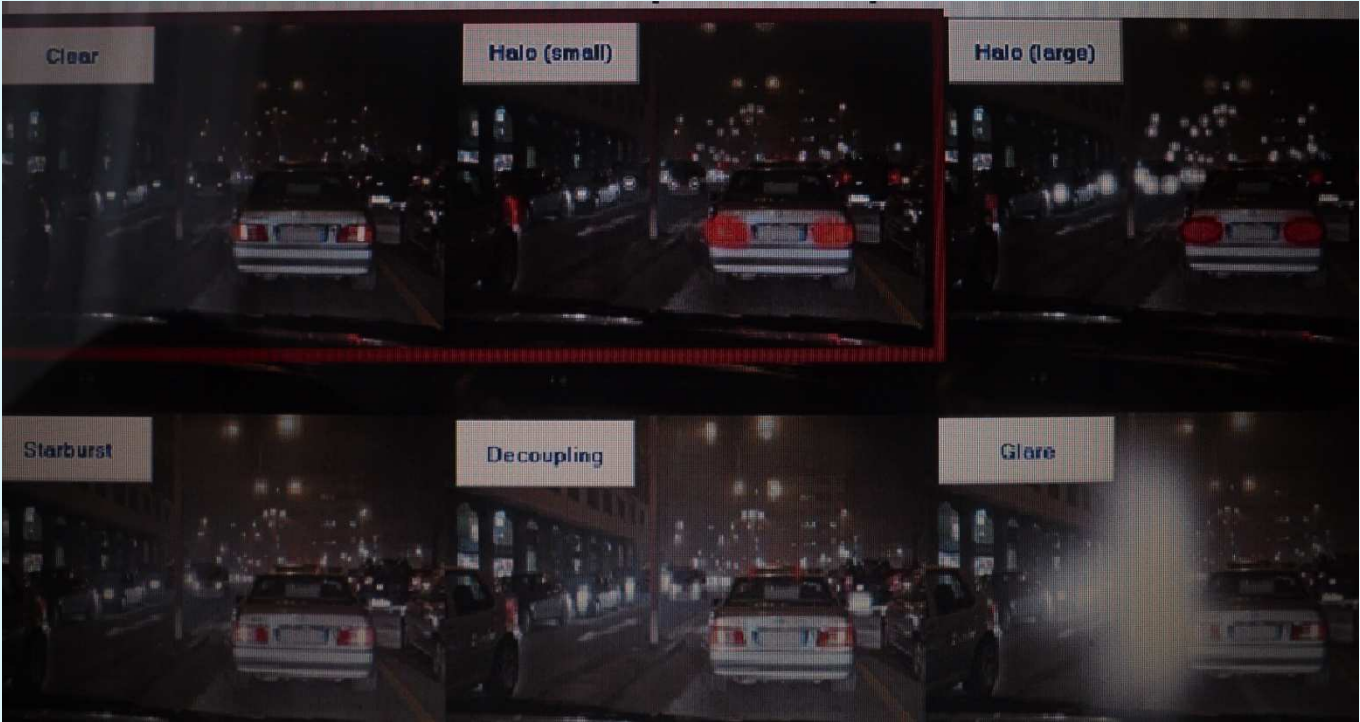 Clear
Halo (small)
Halo (large)
Starburst
Decoupling
Glare